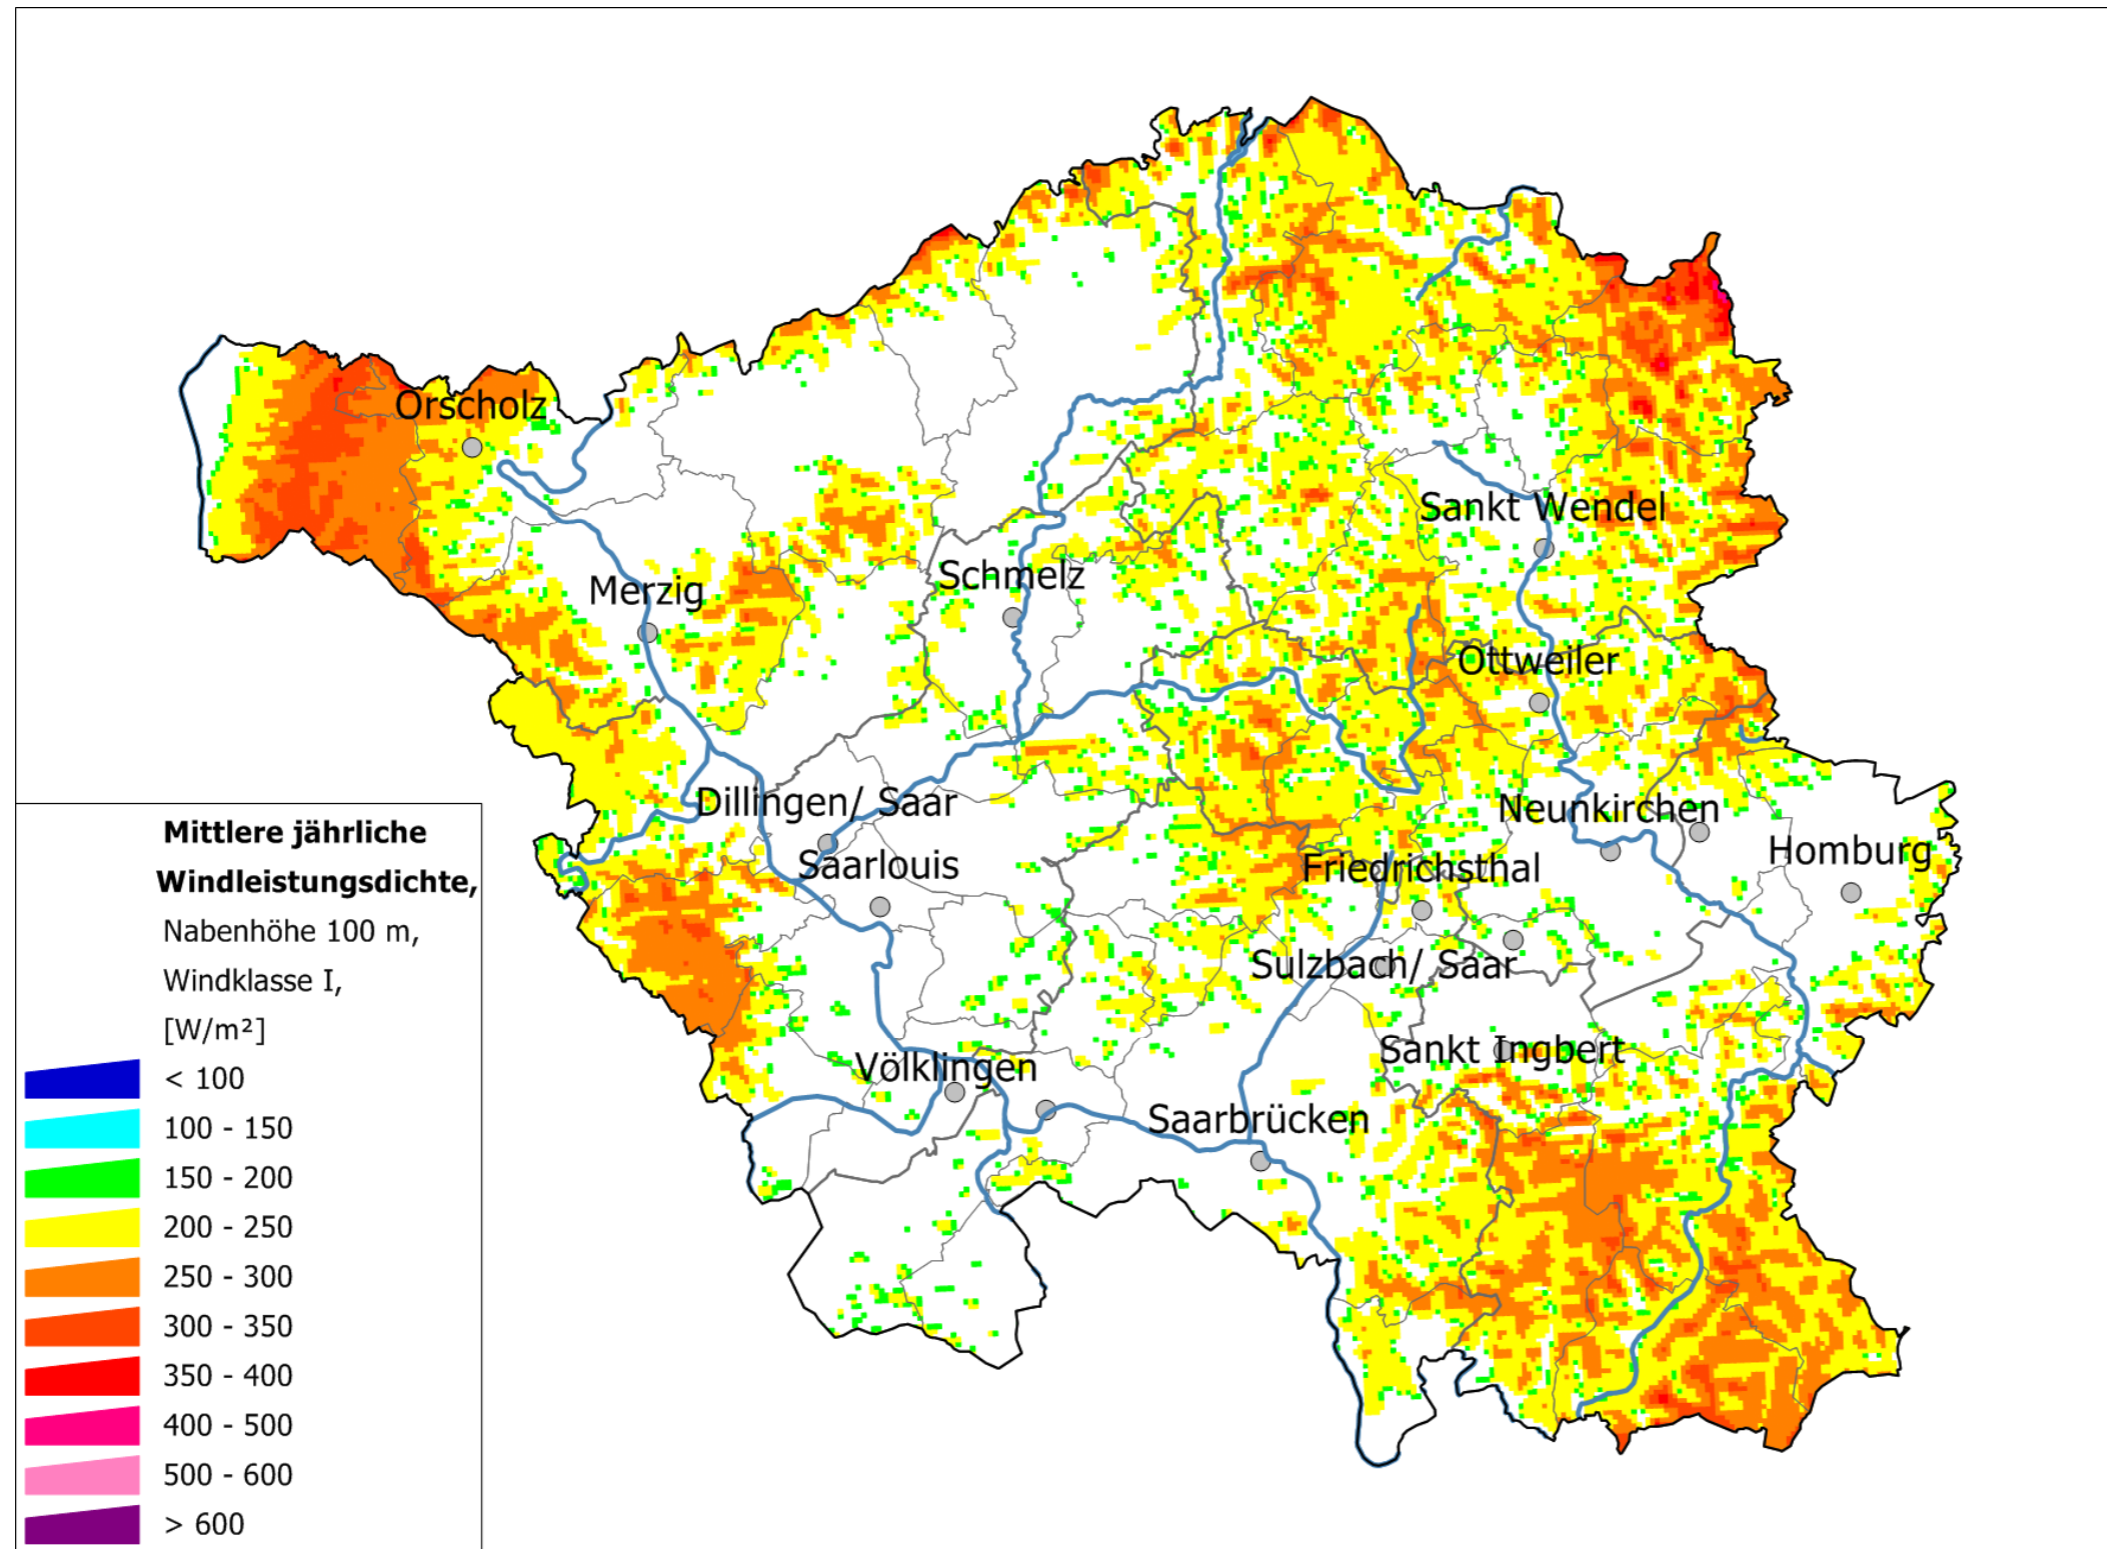 Orscholz
Sankt Wendel
Schmelz
Merzig
Ottweiler
Dillingen/ Saar
Neunkirchen
Homburg
Saarlouis
Friedrichsthal
Sulzbach/ Saar
Sankt Ingbert
Völklingen
Saarbrücken
Mittlere jährliche
Windleistungsdichte,
Nabenhöhe 100 m,
Windklasse I,
[W/m²]
< 100
100 - 150
150 - 200
200 - 250
250 - 300
300 - 350
350 - 400
400 - 500
500 - 600
> 600